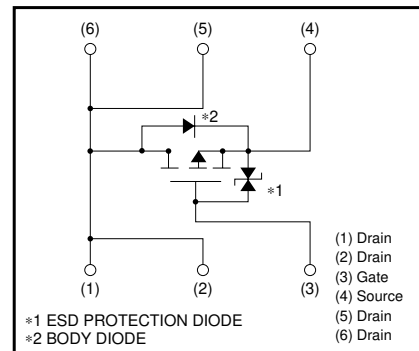 (6) (5) (4)
∗2
∗1
(1) (2) (3)
(1) Drain
(2) Drain
(3) Gate
(4) Source
(5) Drain
(6) Drain
∗1 ESD PROTECTION DIODE
∗2 BODY DIODE